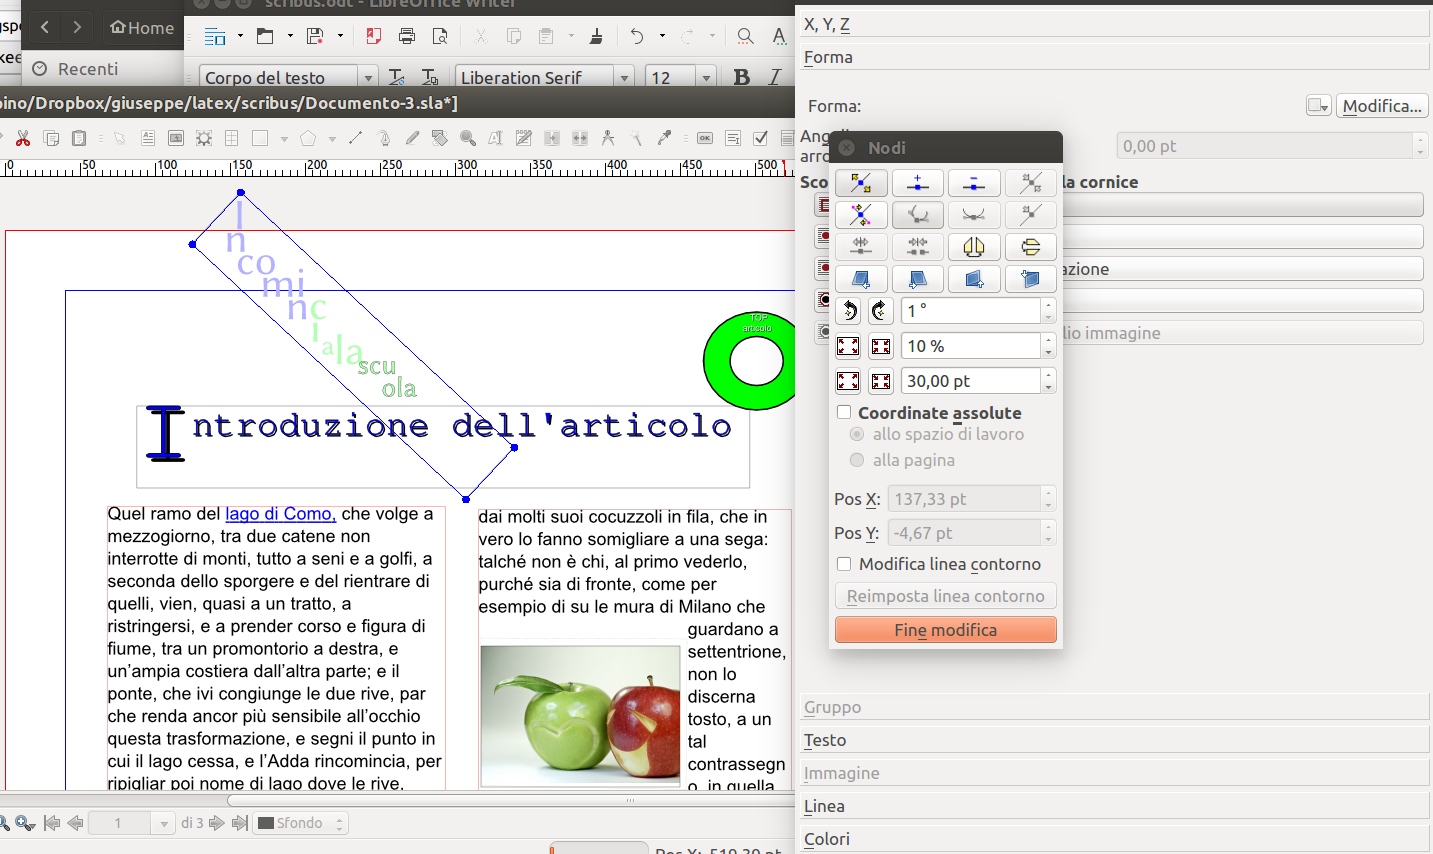 scribus.odt - LibreOffice Writer
Home
Recenti
Corpo del testo
Liberation Serif
12
B
I
A
pino/Dropbox/giuseppe/latex/scribus/Documento-3.sla*]
0 50 100 150 200 250 300 350 400 450 500
In
co
mi
nc
i
a
la
scu
ola
TOP
articolo
Introduzione dell'articolo
Quel ramo del lago di Como, che volge a
mezzogiorno, tra due catene non
interrotte di monti, tutto a seni e a golfi, a
seconda dello sporgere e del rientrare di
quelli, vien, quasi a un tratto, a
ristringersi, e a prender corso e figura di
fiume, tra un promontorio a destra, e
un'ampia costiera dall'altra parte; e il
ponte, che ivi congiunge le due rive, par
che renda ancor più sensibile all'occhio
questa trasformazione, e segni il punto in
cui il lago cessa, e l'Adda rincomincia, per
ripigliar poi nome di lago dove le rive,
dai molti suoi cocuzzoli in fila, che in
vero lo fanno somigliare a una sega:
talché non è chi, al primo vederlo,
purché sia di fronte, come per
esempio di su le mura di Milano che
guardano a
settentrione,
non lo
discerna
tosto, a un
tal
contrassegn
o, in quella
1
di 3
Sfondo
Pos X: 519,39 pt
X, Y, Z
Forma
Forma:
Modifica...
0,00 pt
la cornice
azione
lio immagine
Nodi
1 °
10 %
30,00 pt
Coordinate assolute
allo spazio di lavoro
alla pagina
Pos X: 137,33 pt
Pos Y: -4,67 pt
Modifica linea contorno
Reimposta linea contorno
Fine modifica
Gruppo
Testo
Immagine
Linea
Colori